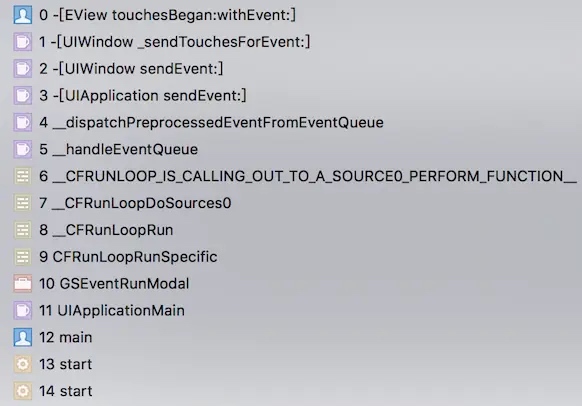 0 -[EView touchesBegan:withEvent:]
1 -[UIWindow _sendTouchesForEvent:]
2 -[UIWindow sendEvent:]
3 -[UIApplication sendEvent:]
4 __dispatchPreprocessedEventFromEventQueue
5 __handleEventQueue
6 __CFRUNLOOP_IS_CALLING_OUT_TO_A_SOURCE0_PERFORM_FUNCTION__
7 __CFRunLoopDoSources0
8 __CFRunLoopRun
9 CFRunLoopRunSpecific
10 GSEventRunModal
11 UIApplicationMain
12 main
13 start
14 start